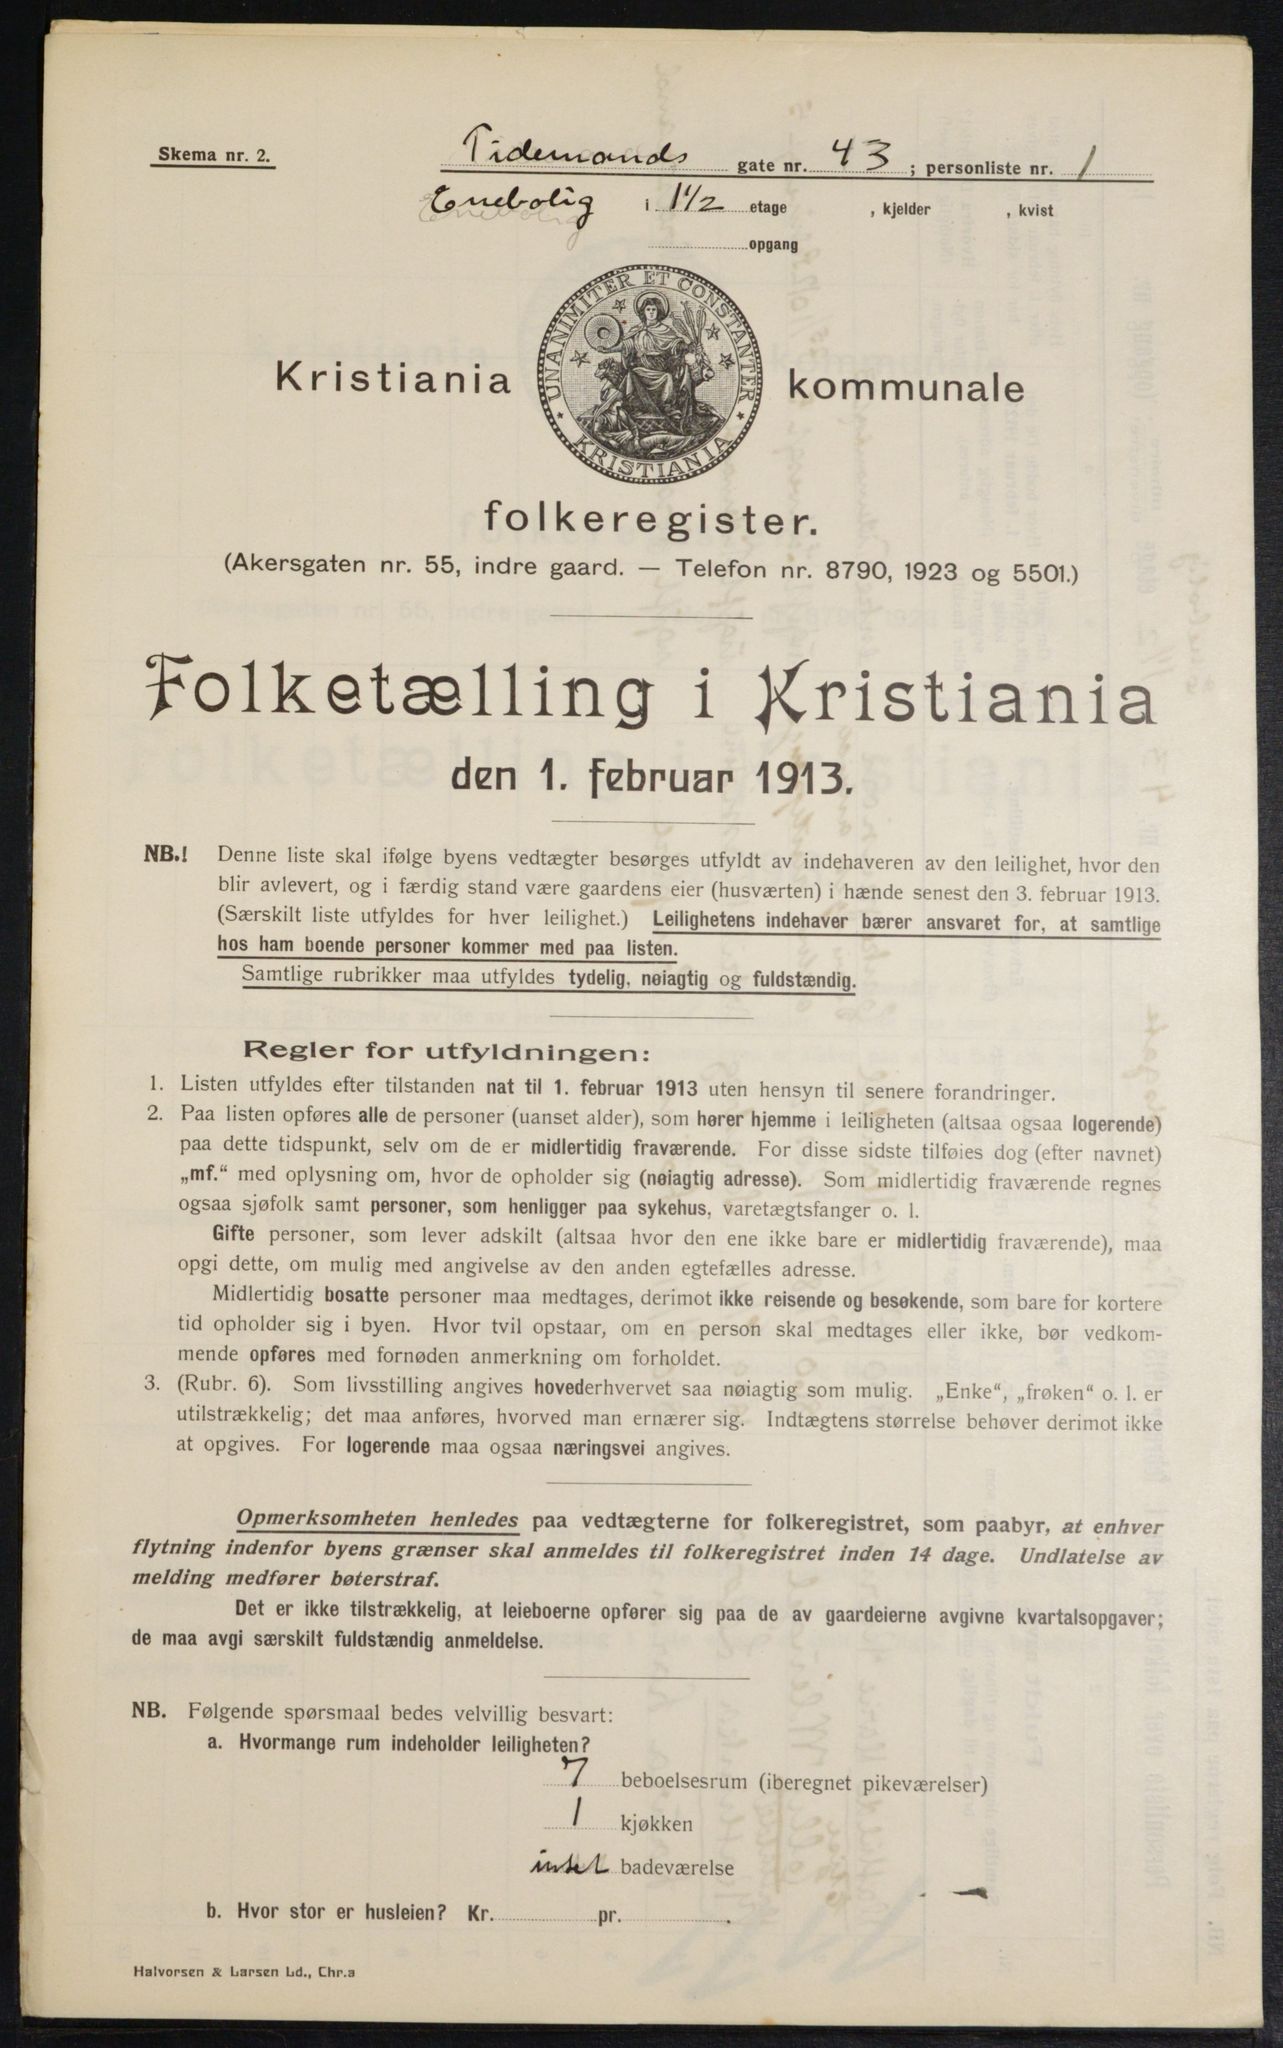 Skema nr. 2.
Tidemands gate nr. 43 ; personliste nr. 1
Enebolig i 1 1/2 etage , kjelder , kvist
opgang
UNANIMITER ET CONSTANTER
KRISTIANIA
Kristiania kommunale
folkeregister.
(Akersgaten nr. 55, indre gaard. — Telefon nr. 8790, 1923 og 5501.)
Folketælling i Kristiania
den 1. februar 1913.
NB.! Denne liste skal ifølge byens vedtægter besørges utfyldt av indehaveren av den leilighet, hvor den
blir avlevert, og i færdig stand være gaardens eier (husværten) i hænde senest den 3. februar 1913.
(Særskilt liste utfyldes for hver leilighet.) Leilighetens indehaver bærer ansvaret for, at samtlige
hos ham boende personer kommer med paa listen.
Samtlige rubrikker maa utfyldes tydelig, nøiagtig og fuldstændig.
Regler for utfyldningen:
1. Listen utfyldes efter tilstanden nat til 1. februar 1913 uten hensyn til senere forandringer.
2. Paa listen opføres alle de personer (uanset alder), som hører hjemme i leiligheten (altsaa ogsaa logerende)
paa dette tidspunkt, selv om de er midlertidig fraværende. For disse sidste tilføies dog (efter navnet)
„mf.“ med oplysning om, hvor de opholder sig (nøiagtig adresse). Som midlertidig fraværende regnes
ogsaa sjøfolk samt personer, som henligger paa sykehus, varetægtsfanger o. l.
Gifte personer, som lever adskilt (altsaa hvor den ene ikke bare er midlertidig fraværende), maa
opgi dette, om mulig med angivelse av den anden egtefælles adresse.
Midlertidig bosatte personer maa medtages, derimot ikke reisende og besøkende, som bare for kortere
tid opholder sig i byen. Hvor tvil opstaar, om en person skal medtages eller ikke, bør vedkom-
mende opføres med fornøden anmerkning om forholdet.
3. (Rubr. 6). Som livsstilling angives hovederhvervet saa nøiagtig som mulig. „Enke“, „frøken“ o. l. er
utilstrækkelig; det maa anføres, hvorved man ernærer sig. Indtægtens størrelse behøver derimot ikke
at opgives. For logerende maa ogsaa næringsvei angives.
Opmerksomheten henledes paa vedtægterne for folkeregistret, som paabyr, at enhver
flytning indenfor byens grænser skal anmeldes til folkeregistret inden 14 dage. Undlatelse av
melding medfører bøterstraf.
Det er ikke tilstrækkelig, at leieboerne opfører sig paa de av gaardeierne avgivne kvartalsopgaver;
de maa avgi særskilt fuldstændig anmeldelse.
NB. Følgende spørsmaal bedes velvillig besvart:
a. Hvormange rum indeholder leiligheten?
7 beboelsesrum (iberegnet pikeværelser)
1 kjøkken
intet badeværelse
b. Hvor stor er husleien? Kr. pr. .
Halvorsen & Larsen Ld., Chr.a